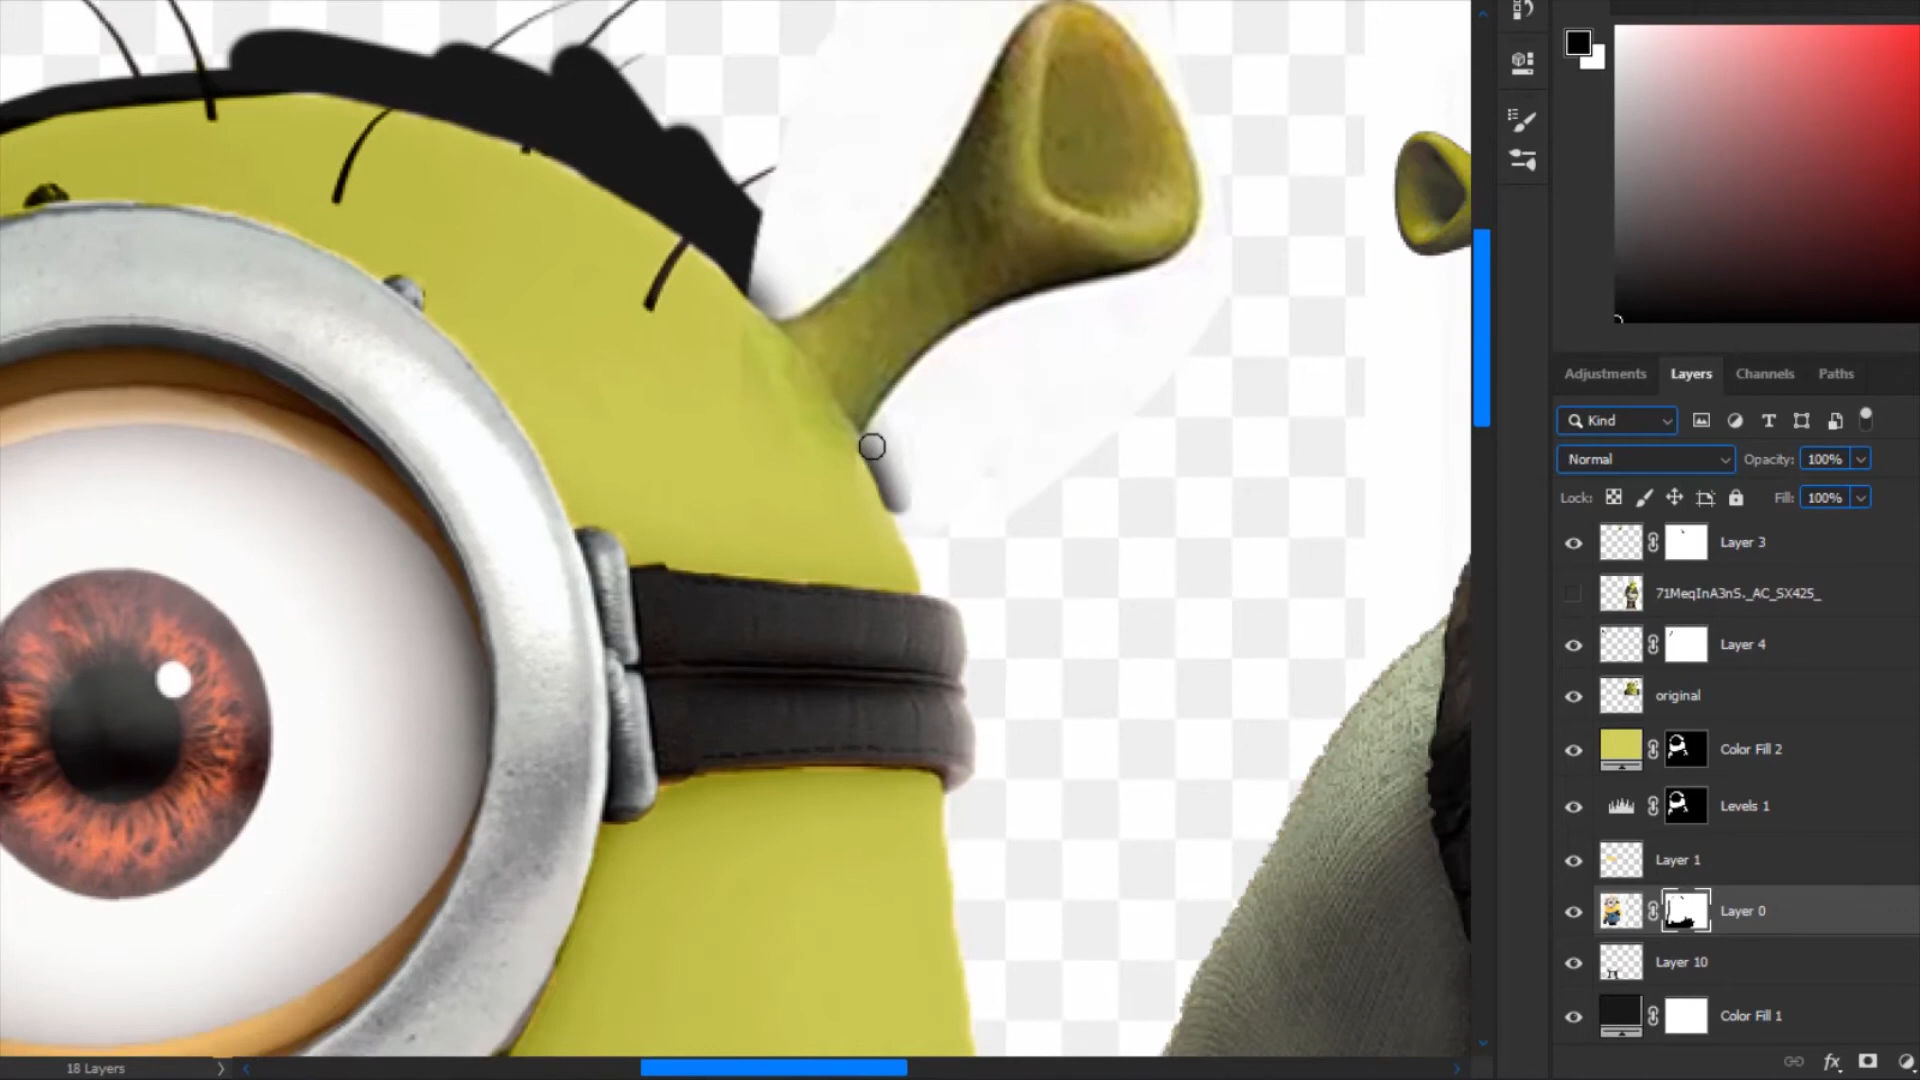 Adjustments Layers Channels Paths
Kind
Normal Opacity: 100%
Lock: Fill: 100%
Layer 3
71MeqInA3nS._AC_SX425_
Layer 4
original
Color Fill 2
Levels 1
Layer 1
Layer 0
Layer 10
Color Fill 1
18 Layers
fx